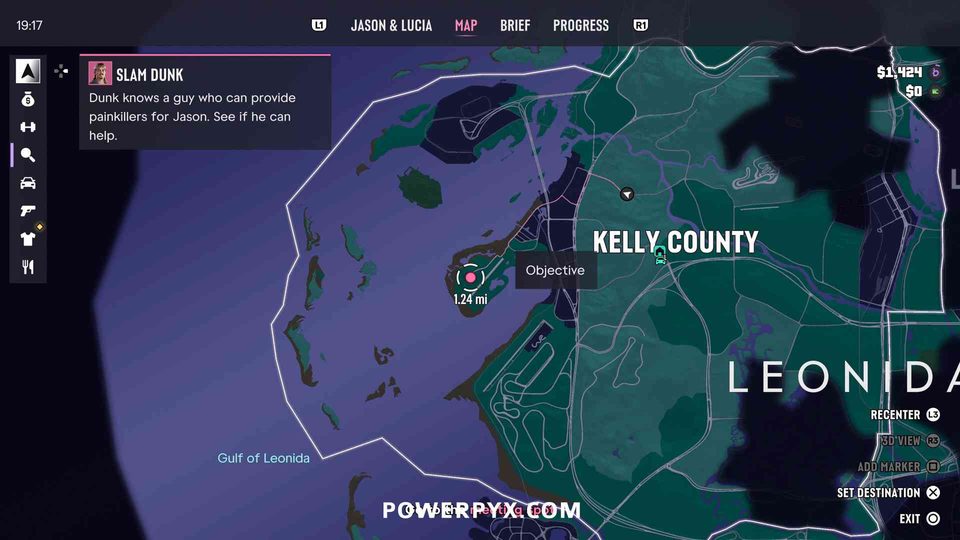 19:17
L1
JASON & LUCIA
MAP
BRIEF
PROGRESS
R1
SLAM DUNK
Dunk knows a guy who can provide
painkillers for Jason. See if he can
help.
$1,424
$0
KELLY COUNTY
Objective
1.24 mi
LEONIDA
Gulf of Leonida
RECENTER L3
3D VIEW R3
ADD MARKER
SET DESTINATION
EXIT
POWERPYX.COM